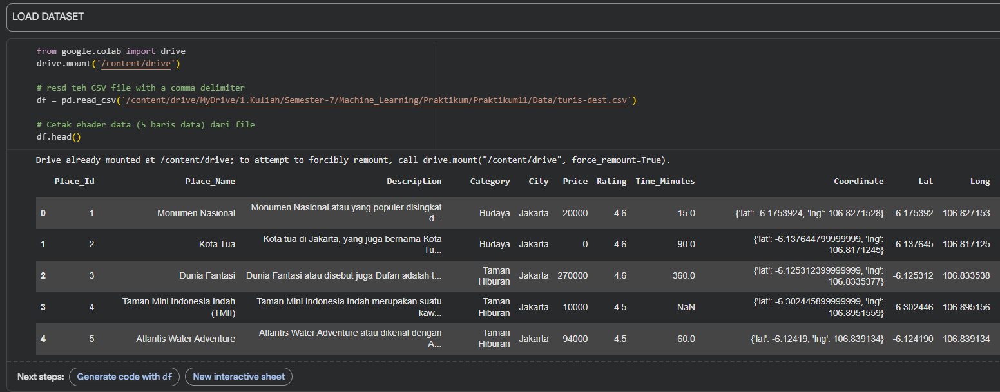 LOAD DATASET
from google.colab import drive
drive.mount('/content/drive')
# resd teh CSV file with a comma delimiter
df = pd.read_csv('/content/drive/MyDrive/1.Kuliah/Semester-7/Machine_Learning/Praktikum/Praktikum11/Data/turis-dest.csv')
# Cetak ehader data (5 baris data) dari file
df.head()
Drive already mounted at /content/drive; to attempt to forcibly remount, call drive.mount("/content/drive", force_remount=True).
Place_Id Place_Name Description Category City Price Rating Time_Minutes Coordinate Lat Long
0 1 Monumen Nasional Monumen Nasional atau yang populer disingkat d... Budaya Jakarta 20000 4.6 15.0 {'lat': -6.1753924, 'lng': 106.8271528} -6.175392 106.827153
1 2 Kota Tua Kota tua di Jakarta, yang juga bernama Kota Tu... Budaya Jakarta 0 4.6 90.0 {'lat': -6.137644799999999, 'lng': 106.8171245} -6.137645 106.817125
2 3 Dunia Fantasi Dunia Fantasi atau disebut juga Dufan adalah t... Taman Hiburan Jakarta 270000 4.6 360.0 {'lat': -6.125312399999999, 'lng': 106.8335377} -6.125312 106.833538
3 4 Taman Mini Indonesia Indah (TMII) Taman Mini Indonesia Indah merupakan suatu kaw... Taman Hiburan Jakarta 10000 4.5 NaN {'lat': -6.302445899999999, 'lng': 106.8951559} -6.302446 106.895156
4 5 Atlantis Water Adventure Atlantis Water Adventure atau dikenal dengan A... Taman Hiburan Jakarta 94000 4.5 60.0 {'lat': -6.12419, 'lng': 106.839134} -6.124190 106.839134
Next steps: Generate code with df New interactive sheet